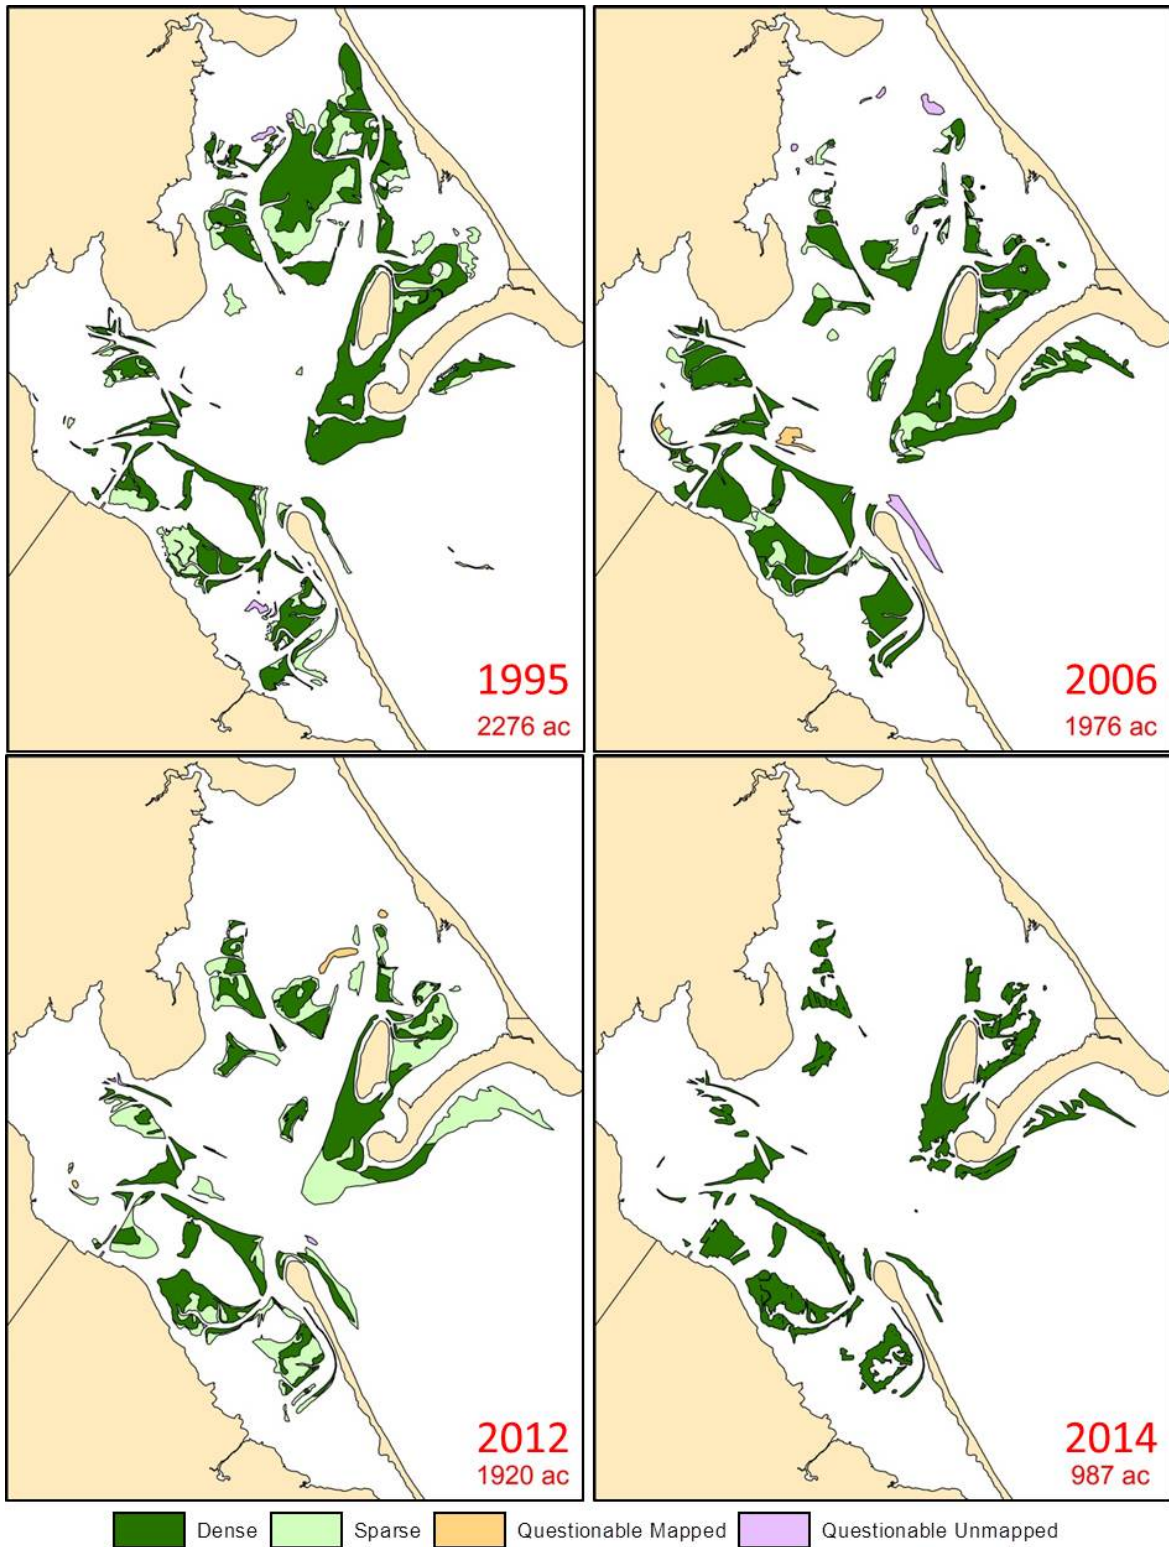 1995
2276 ac
2006
1976 ac
2012
1920 ac
2014
987 ac
Dense Sparse Questionable Mapped Questionable Unmapped